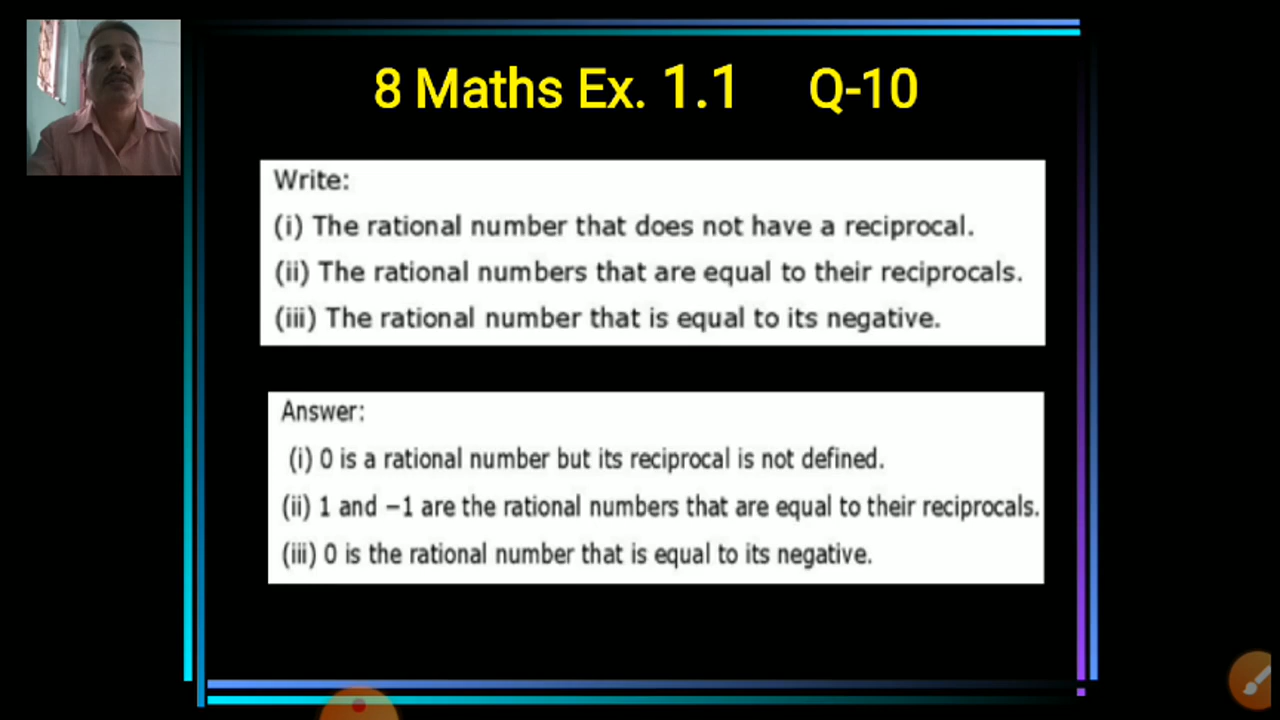 8 Maths Ex. 1.1 Q-10
Write:
(i) The rational number that does not have a reciprocal.
(ii) The rational numbers that are equal to their reciprocals.
(iii) The rational number that is equal to its negative.
Answer:
(i) 0 is a rational number but its reciprocal is not defined.
(ii) 1 and −1 are the rational numbers that are equal to their reciprocals.
(iii) 0 is the rational number that is equal to its negative.